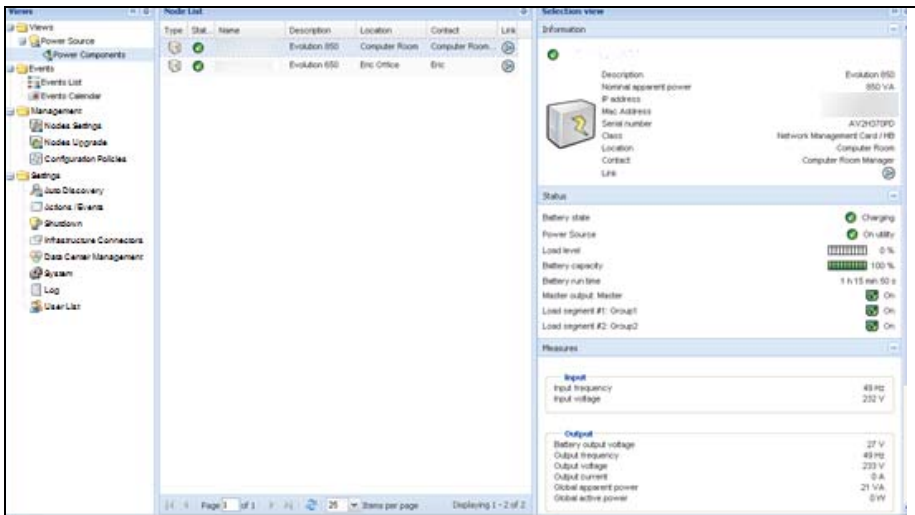 Views
Views
Power Source
Power Components
Events
Events List
Events Calendar
Management
Nodes Settings
Nodes Upgrade
Configuration Policies
Settings
Auto Discovery
Actions / Events
Shutdown
Infrastructure Connectors
Data Center Management
System
Log
User List
Node List
Type Stat... Name Description Location Contact Link
Evolution 850 Computer Room Computer Room...
Evolution 650 Eric Office Eric
Page 1 of 1 25 Items per page Displaying 1 - 2 of 2
Selection view
Information
Description Evolution 850
Nominal apparent power 850 VA
IP address
Mac Address
Serial number
Class Network Management Card / HB
Location Computer Room
Contact Computer Room Manager
Link
Status
Battery state Charging
Power Source On utility
Load level 0 %
Battery capacity 100 %
Battery run time 1 h 15 mn 50 s
Master output: Master On
Load segment #1: Group1 On
Load segment #2: Group2 On
Measures
Input
Input frequency 49 Hz
Input voltage 232 V
Output
Battery output voltage 27 V
Output frequency 49 Hz
Output voltage 233 V
Output current 0 A
Global apparent power 21 VA
Global active power 0 W